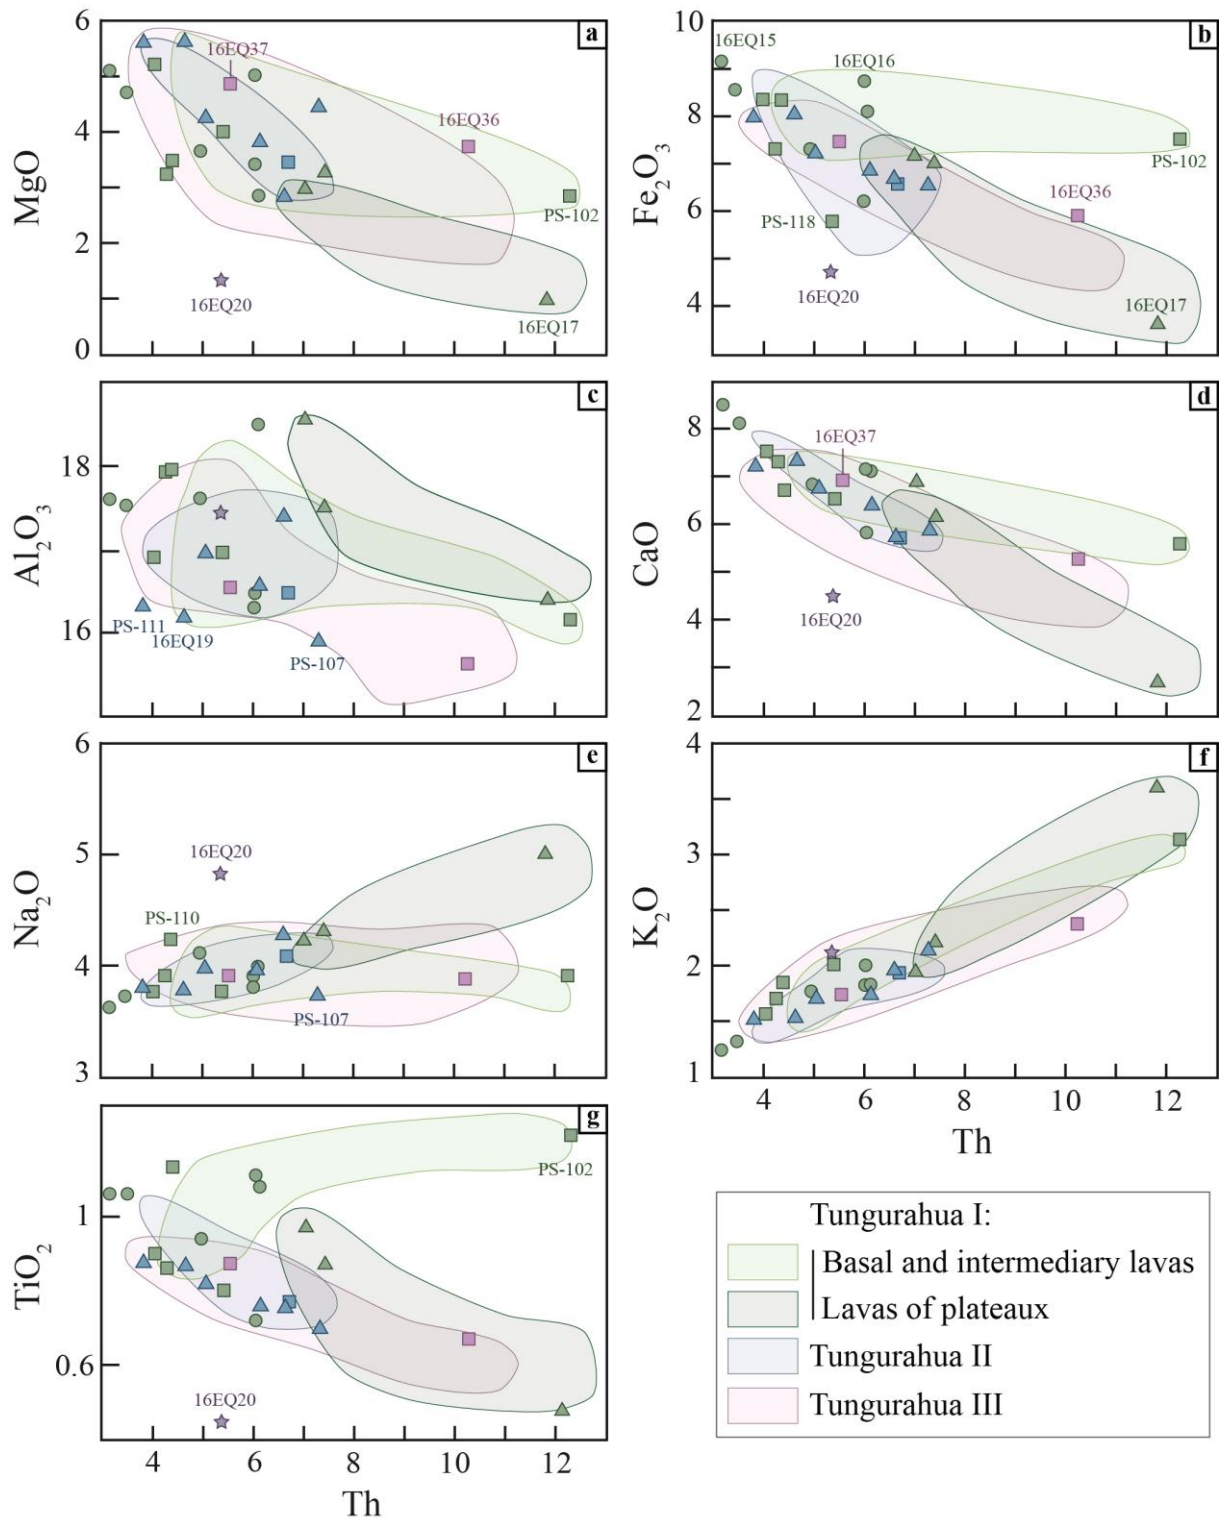 a
6
4
2
0
MgO
16EQ37
16EQ36
PS-102
16EQ20
16EQ17
b
10
8
6
4
Fe₂O₃
16EQ15
16EQ16
PS-102
16EQ36
PS-118
16EQ20
16EQ17
c
18
16
Al₂O₃
PS-111
16EQ19
PS-107
d
8
6
4
2
CaO
16EQ37
16EQ20
e
6
5
4
3
Na₂O
16EQ20
PS-110
PS-107
f
4
3
2
1
K₂O
4 6 8 10 12
Th
g
1
0.6
TiO₂
PS-102
16EQ20
4 6 8 10 12
Th
Tungurahua I:
Basal and intermediary lavas
Lavas of plateaux
Tungurahua II
Tungurahua III